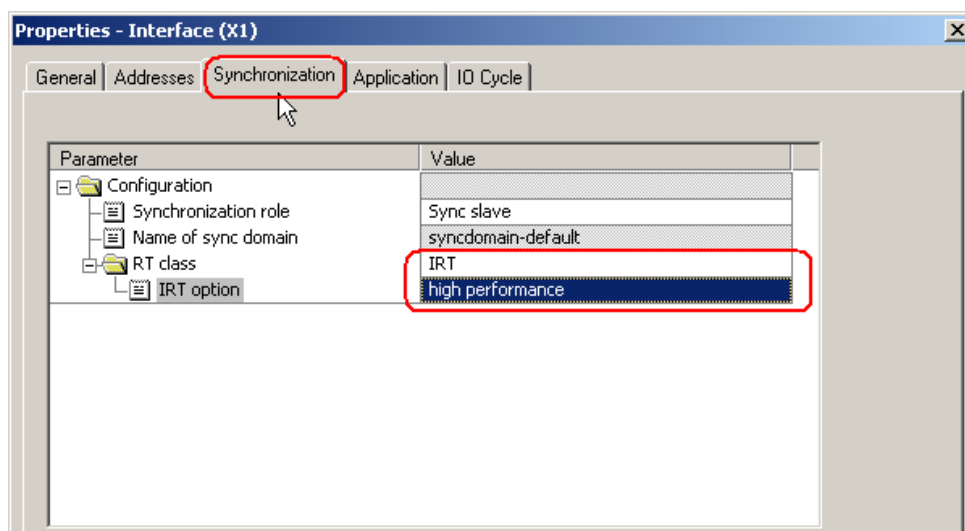 Properties - Interface (X1)
General Addresses Synchronization Application IO Cycle
Parameter Value
Configuration
Synchronization role Sync slave
Name of sync domain syncdomain-default
RT class IRT
IRT option high performance